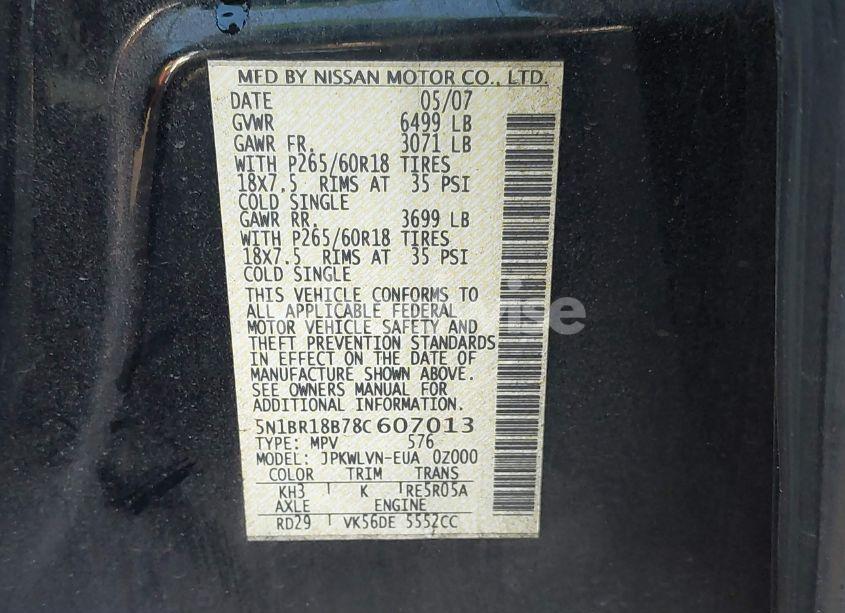 MFD BY NISSAN MOTOR CO., LTD.
DATE 05/07
GVWR 6499 LB
GAWR FR. 3071 LB
WITH P265/60R18 TIRES
18X7.5 RIMS AT 35 PSI
COLD SINGLE
GAWR RR. 3699 LB
WITH P265/60R18 TIRES
18X7.5 RIMS AT 35 PSI
COLD SINGLE
THIS VEHICLE CONFORMS TO
ALL APPLICABLE FEDERAL
MOTOR VEHICLE SAFETY AND
THEFT PREVENTION STANDARDS
IN EFFECT ON THE DATE OF
MANUFACTURE SHOWN ABOVE.
SEE OWNERS MANUAL FOR
ADDITIONAL INFORMATION.
5N1BR18B78C607013
TYPE: MPV 576
MODEL: JPKWLVN-EUA 0Z000
COLOR TRIM TRANS
KH3 K RE5R05A
AXLE ENGINE
RD29 VK56DE 5552CC